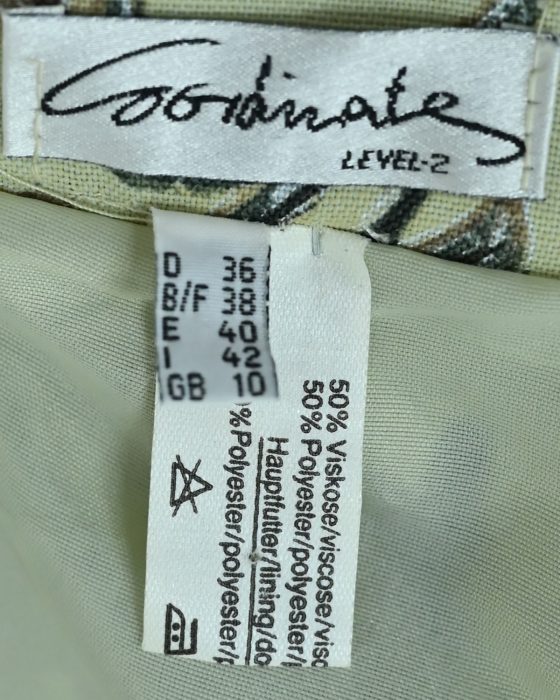 Coordinates
LEVEL-2
D 36
B/F 38
E 40
I 42
GB 10
50% Viskose/viscose/visc
50% Polyester/polyester/
Hauptfutter/lining/do
%Polyester/polyester/